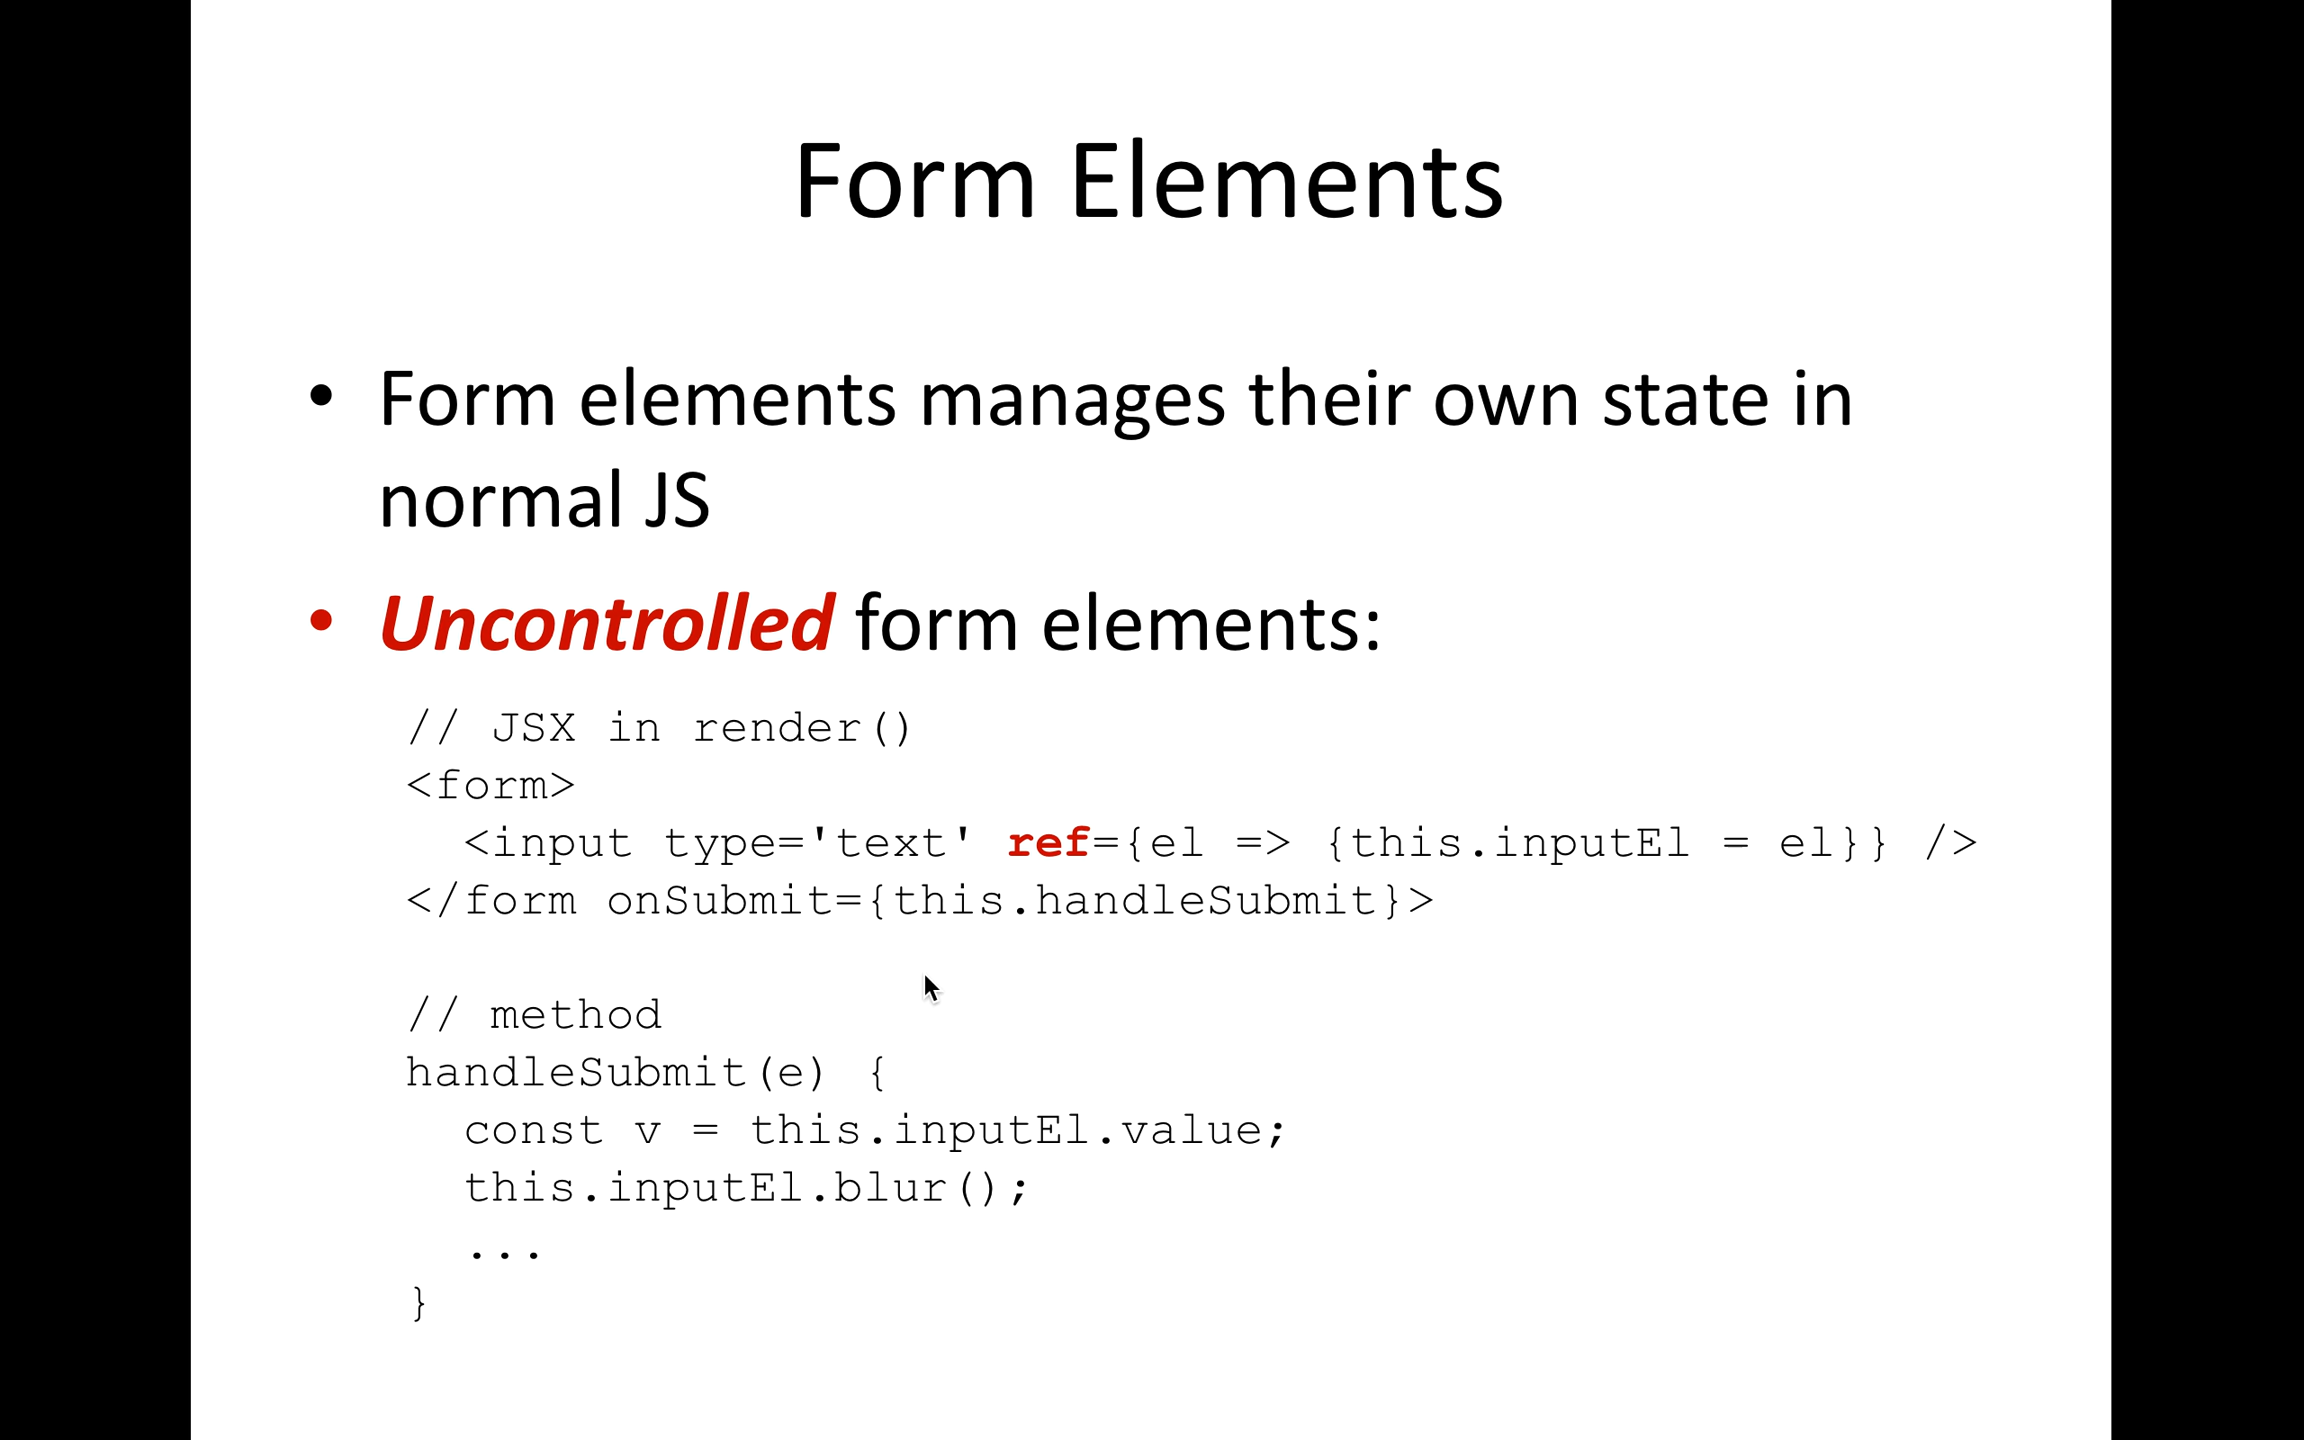 Form Elements
• Form elements manages their own state in
normal JS
• Uncontrolled form elements:
// JSX in render()
<form>
  <input type='text' ref={el => {this.inputEl = el}} />
</form onSubmit={this.handleSubmit}>
// method
handleSubmit(e) {
  const v = this.inputEl.value;
  this.inputEl.blur();
  ...
}